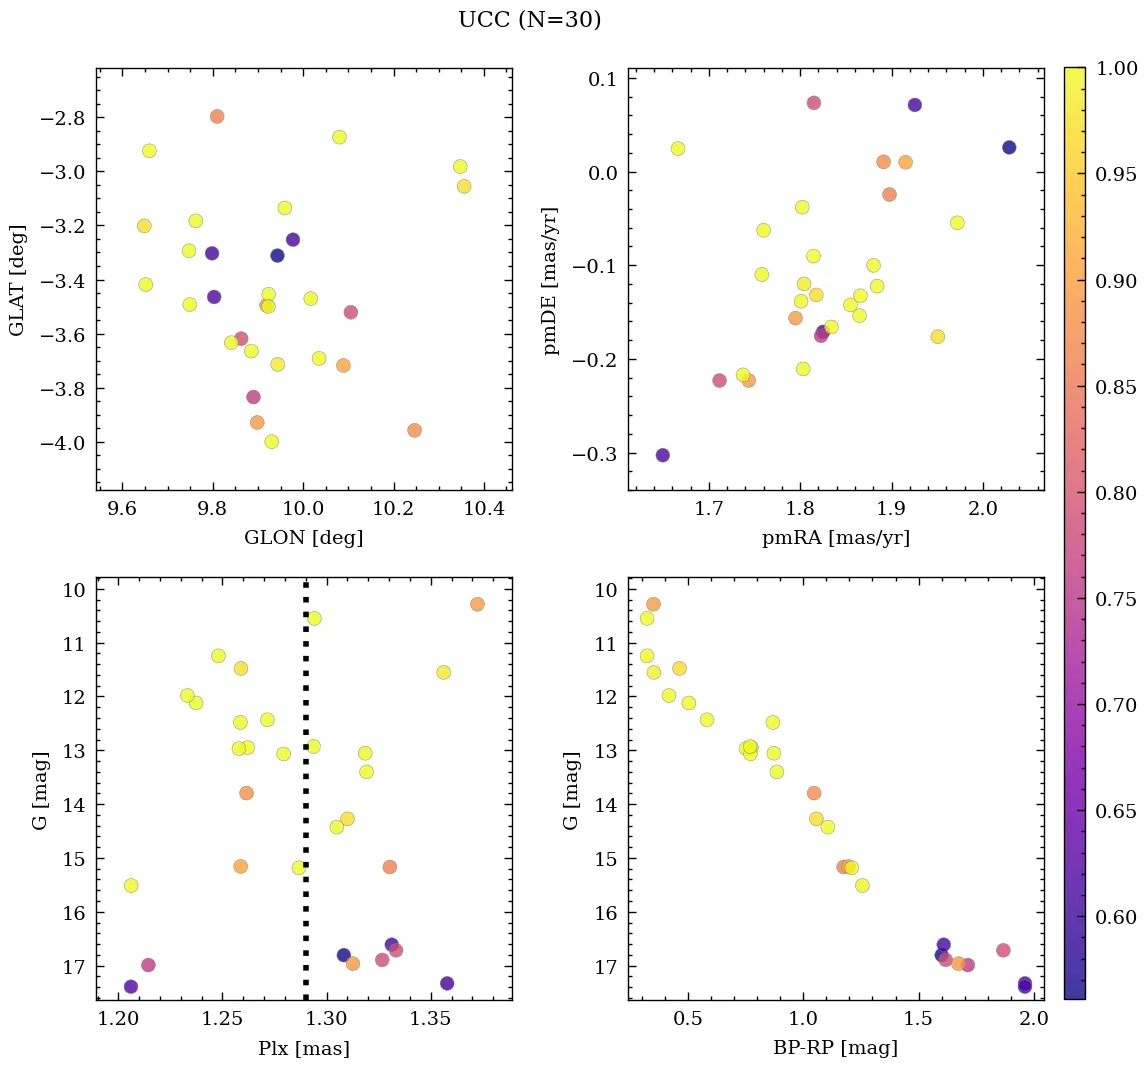 UCC (N=30)
−2.8
−3.0
−3.2
−3.4
−3.6
−3.8
−4.0
GLAT [deg]
9.6 9.8 10.0 10.2 10.4
GLON [deg]
0.1
0.0
−0.1
−0.2
−0.3
pmDE [mas/yr]
1.7 1.8 1.9 2.0
pmRA [mas/yr]
10
11
12
13
14
15
16
17
G [mag]
1.20 1.25 1.30 1.35
Plx [mas]
10
11
12
13
14
15
16
17
G [mag]
0.5 1.0 1.5 2.0
BP-RP [mag]
1.00
0.95
0.90
0.85
0.80
0.75
0.70
0.65
0.60